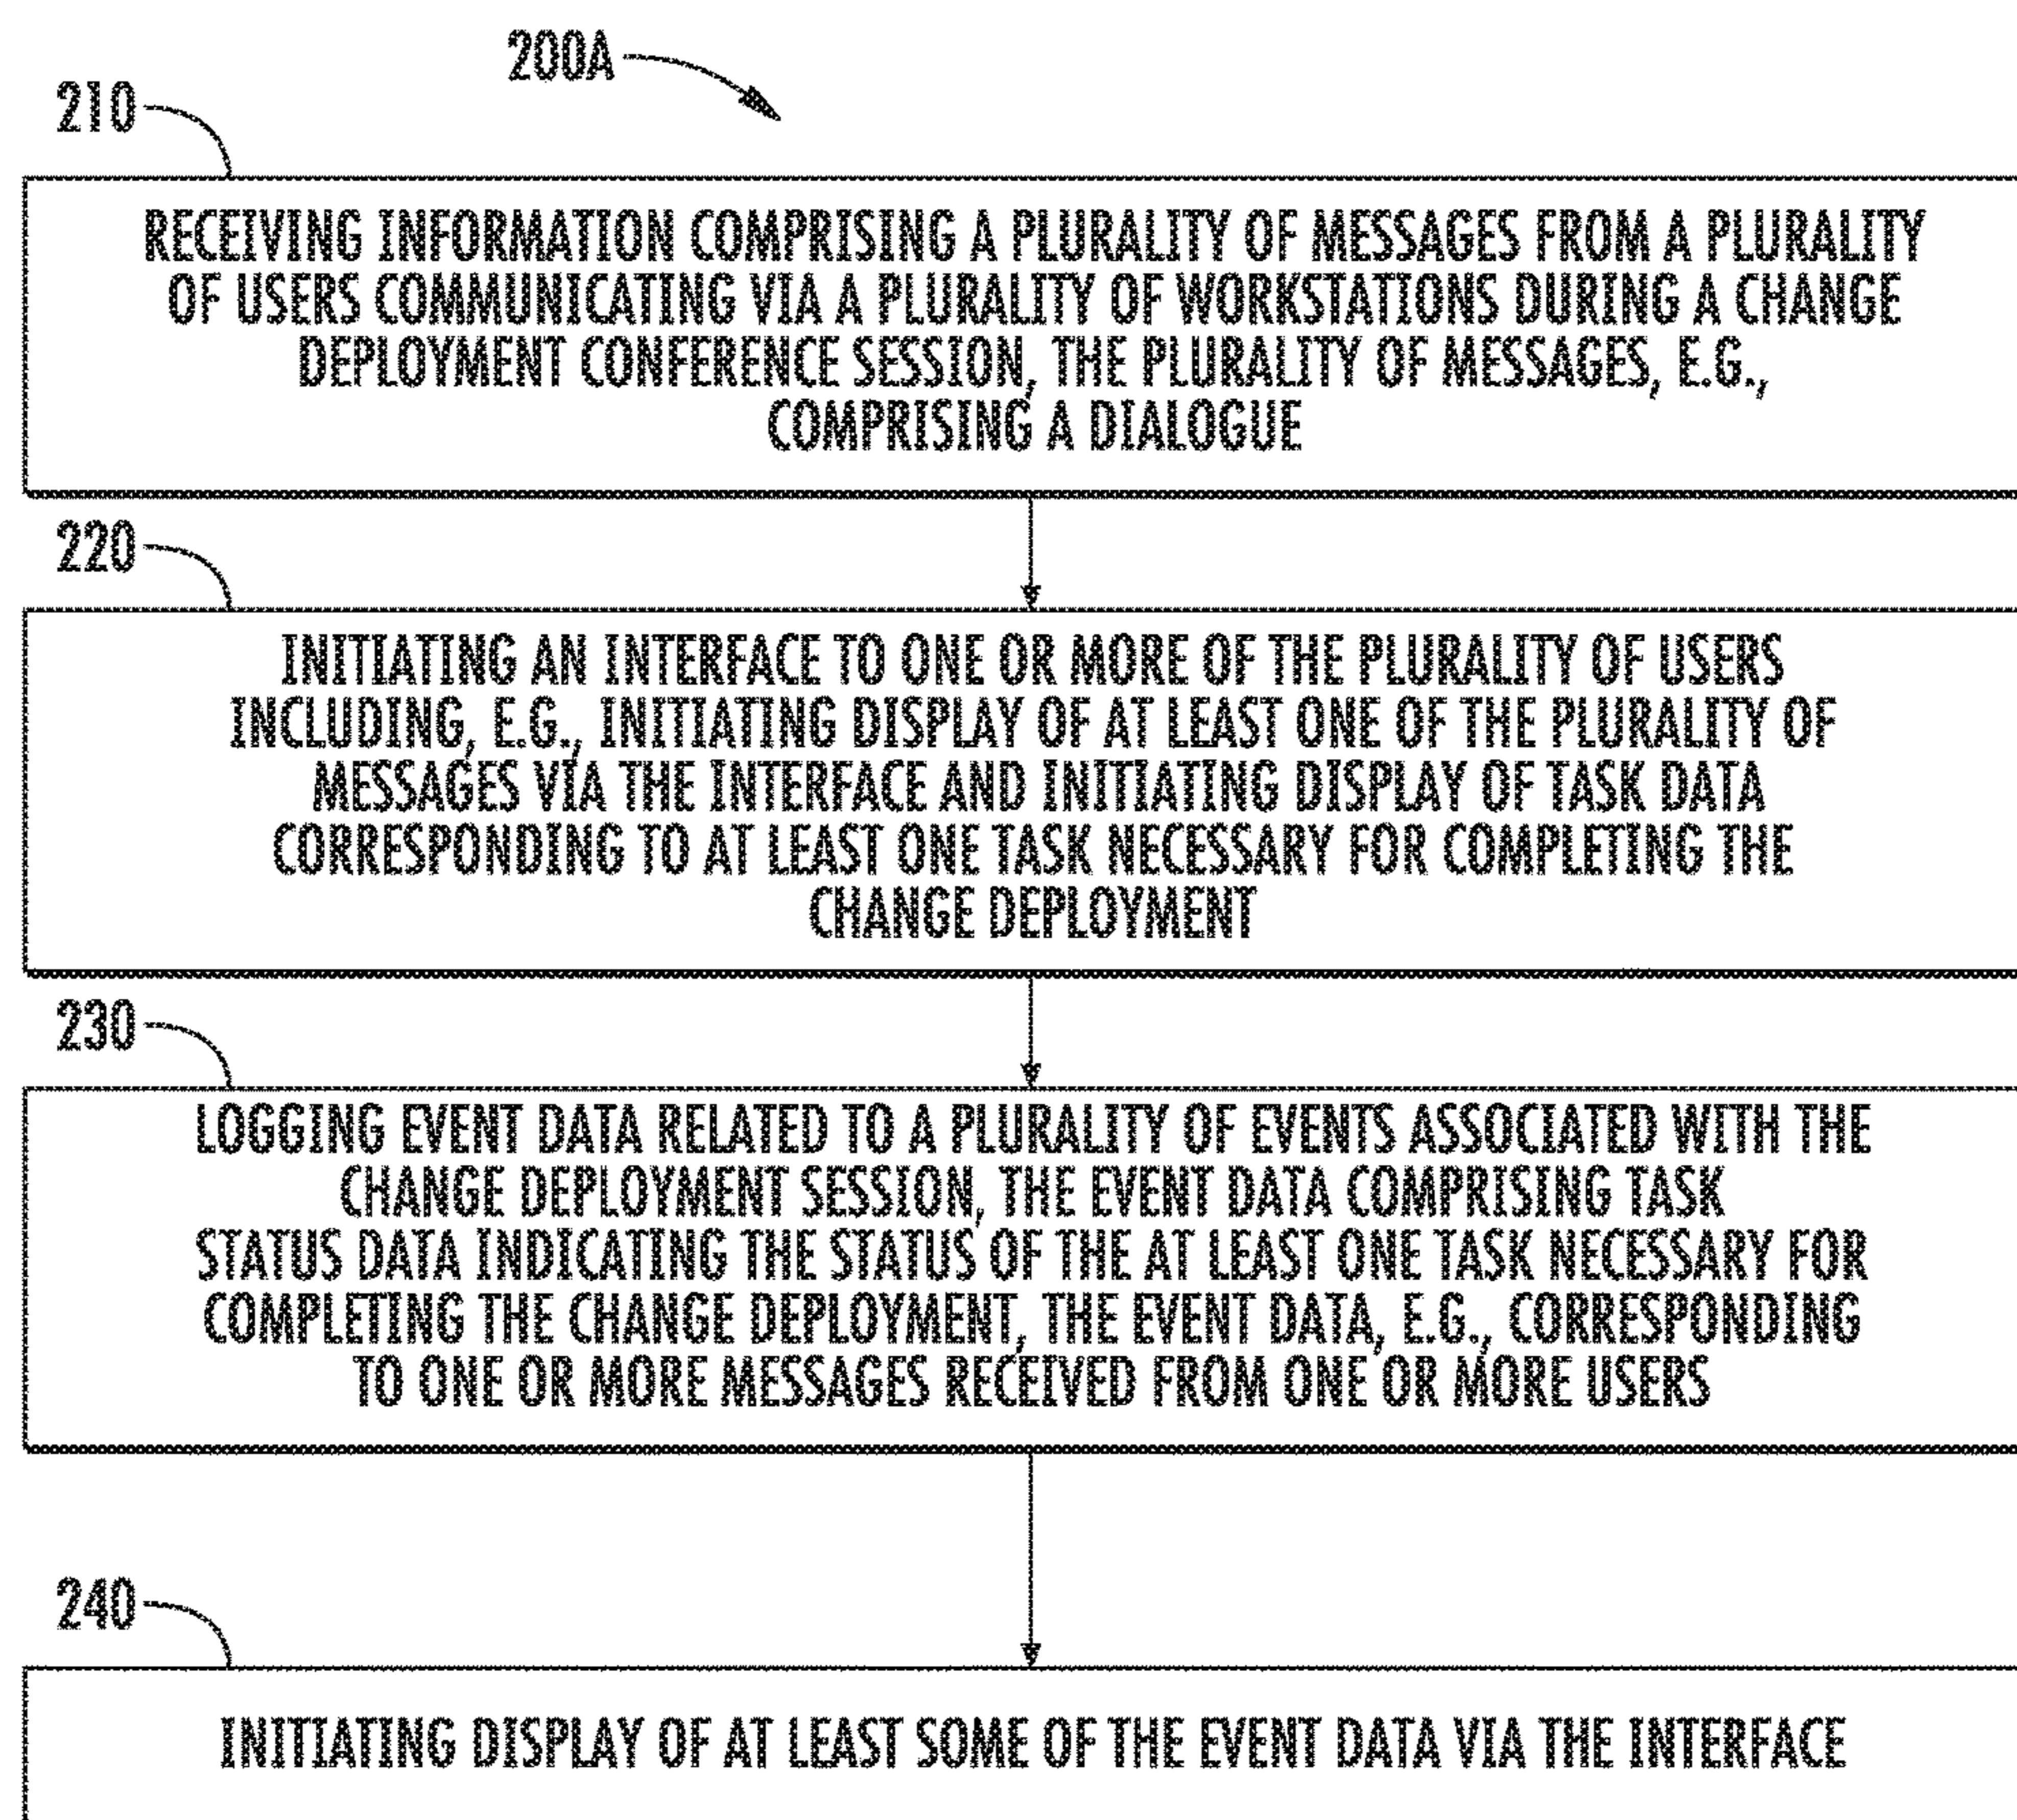 200A
210
RECEIVING INFORMATION COMPRISING A PLURALITY OF MESSAGES FROM A PLURALITY
OF USERS COMMUNICATING VIA A PLURALITY OF WORKSTATIONS DURING A CHANGE
DEPLOYMENT CONFERENCE SESSION, THE PLURALITY OF MESSAGES, E.G.,
COMPRISING A DIALOGUE
220
INITIATING AN INTERFACE TO ONE OR MORE OF THE PLURALITY OF USERS
INCLUDING, E.G., INITIATING DISPLAY OF AT LEAST ONE OF THE PLURALITY OF
MESSAGES VIA THE INTERFACE AND INITIATING DISPLAY OF TASK DATA
CORRESPONDING TO AT LEAST ONE TASK NECESSARY FOR COMPLETING THE
CHANGE DEPLOYMENT
230
LOGGING EVENT DATA RELATED TO A PLURALITY OF EVENTS ASSOCIATED WITH THE
CHANGE DEPLOYMENT SESSION, THE EVENT DATA COMPRISING TASK
STATUS DATA INDICATING THE STATUS OF THE AT LEAST ONE TASK NECESSARY FOR
COMPLETING THE CHANGE DEPLOYMENT, THE EVENT DATA, E.G., CORRESPONDING
TO ONE OR MORE MESSAGES RECEIVED FROM ONE OR MORE USERS
240
INITIATING DISPLAY OF AT LEAST SOME OF THE EVENT DATA VIA THE INTERFACE